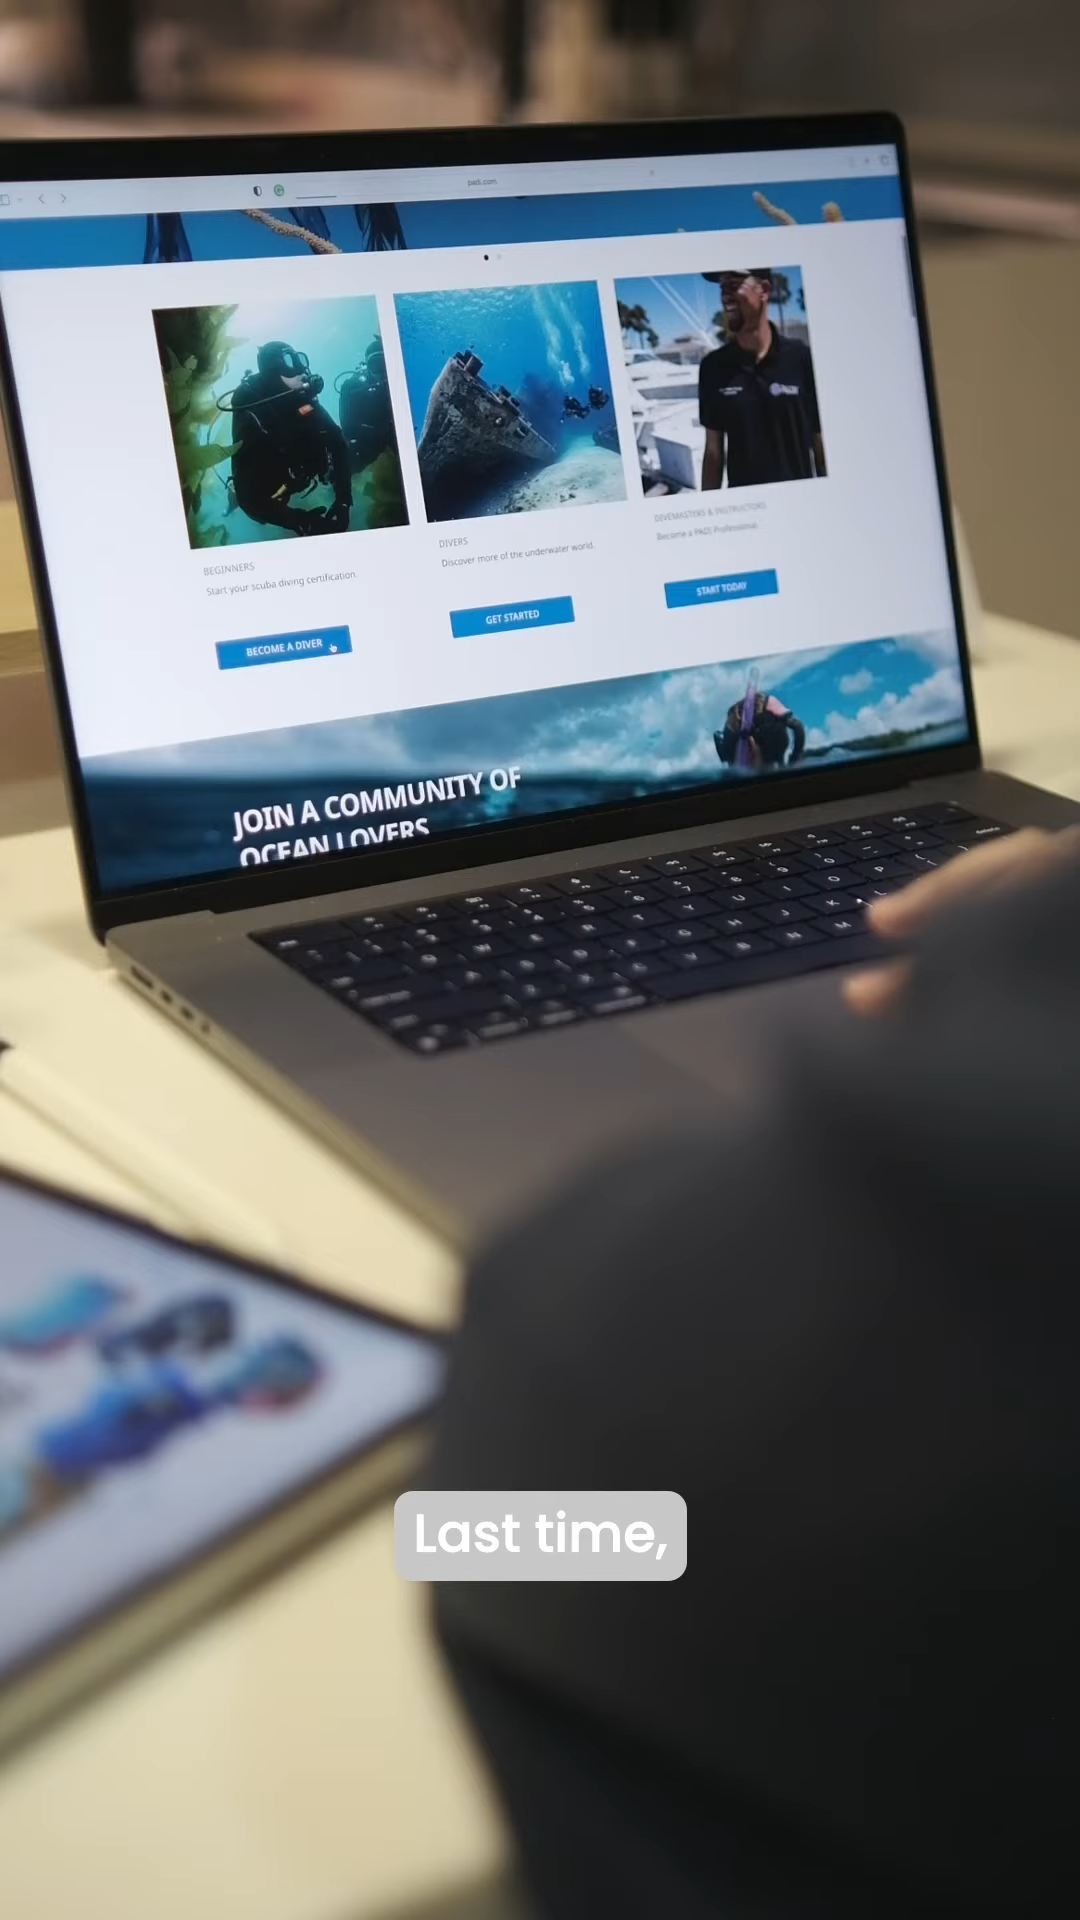 padi.com
BEGINNERS
Start your scuba diving certification.
BECOME A DIVER
DIVERS
Discover more of the underwater world.
GET STARTED
DIVEMASTERS & INSTRUCTORS
Become a PADI Professional.
START TODAY
JOIN A COMMUNITY OF
OCEAN LOVERS
Last time,